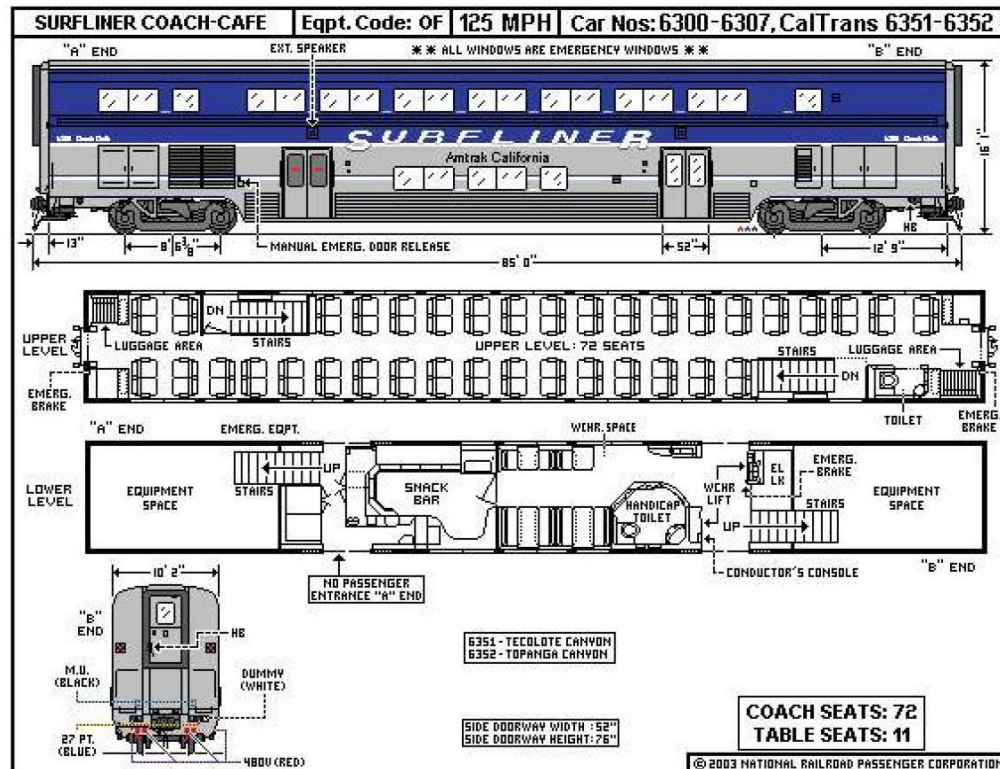 SURFLINER COACH-CAFE Eqpt. Code: OF 125 MPH Car Nos: 6300-6307, CalTrans 6351-6352
"A" END EXT. SPEAKER ** ALL WINDOWS ARE EMERGENCY WINDOWS ** "B" END
SURFLINER
Amtrak California
16' 1"
13" 8' 6 3/8" MANUAL EMERG. DOOR RELEASE 52" 12' 9" HB
85' 0"
UPPER LEVEL
DN
LUGGAGE AREA STAIRS UPPER LEVEL: 72 SEATS STAIRS LUGGAGE AREA
DN
EMERG. BRAKE
TOILET
EMERG. BRAKE
"A" END EMERG. EQPT. WCHR. SPACE
LOWER LEVEL
EQUIPMENT SPACE
UP
STAIRS
SNACK BAR
HANDICAP TOILET
WCHR LIFT
EL LK
EMERG. BRAKE
STAIRS
UP
EQUIPMENT SPACE
CONDUCTOR'S CONSOLE
"B" END
NO PASSENGER
ENTRANCE "A" END
10' 2"
"B" END
HB
M.U. (BLACK)
DUMMY (WHITE)
27 PT. (BLUE)
480V (RED)
6351 - TECOLOTE CANYON
6352 - TOPANGA CANYON
SIDE DOORWAY WIDTH : 52"
SIDE DOORWAY HEIGHT: 76"
COACH SEATS: 72
TABLE SEATS: 11
© 2003 NATIONAL RAILROAD PASSENGER CORPORATION